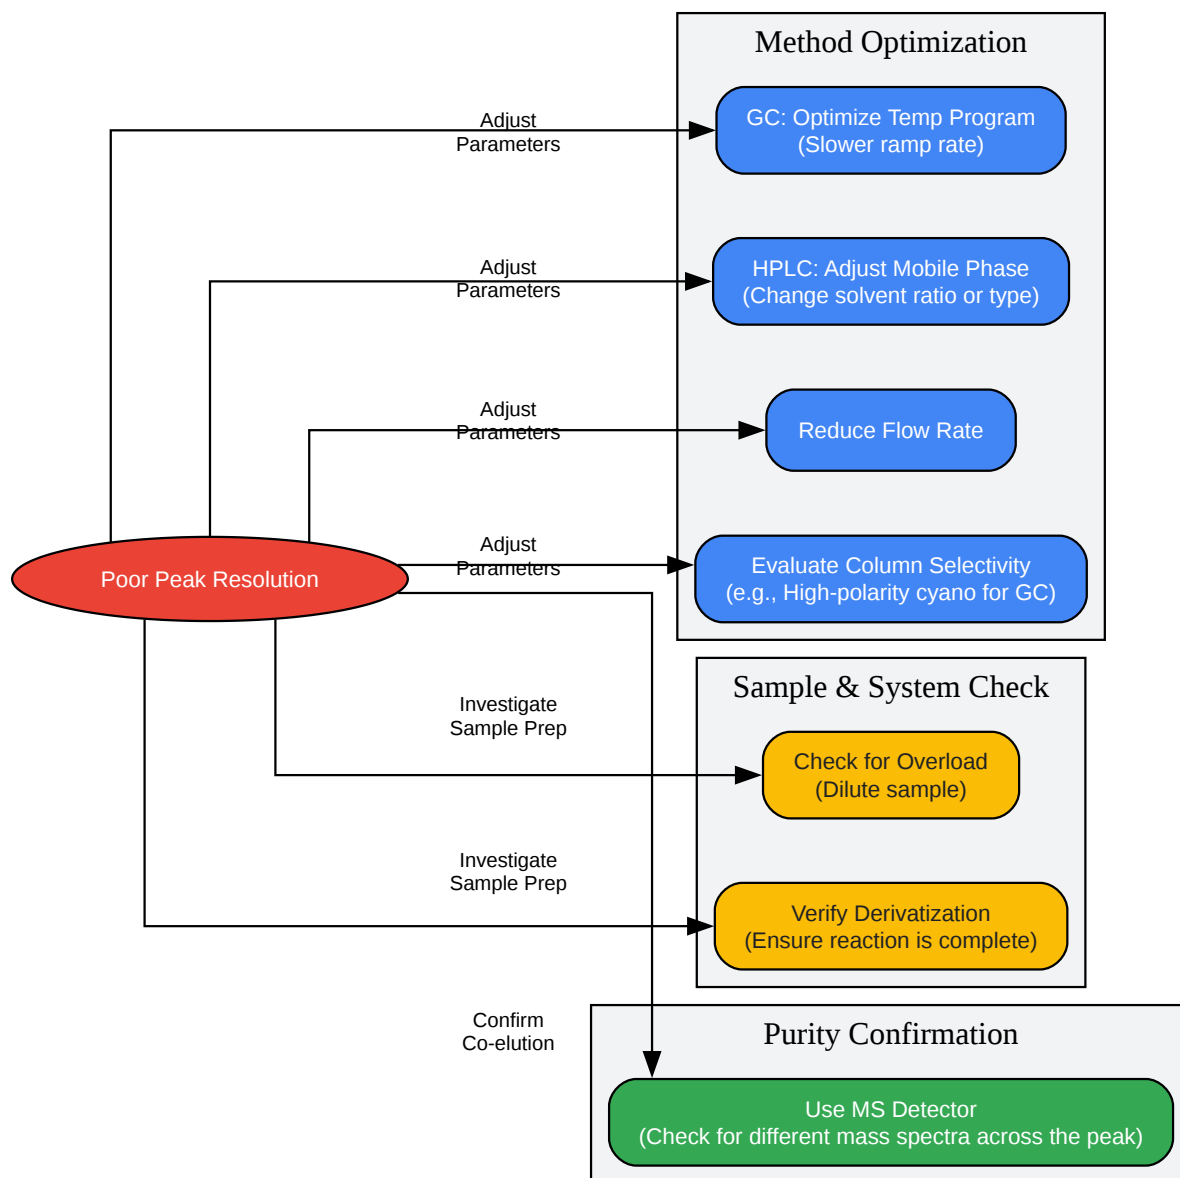 Method Optimization
Adjust
Parameters
GC: Optimize Temp Program
(Slower ramp rate)
Adjust
Parameters
HPLC: Adjust Mobile Phase
(Change solvent ratio or type)
Adjust
Parameters
Reduce Flow Rate
Poor Peak Resolution
Adjust
Parameters
Evaluate Column Selectivity
(e.g., High-polarity cyano for GC)
Sample & System Check
Investigate
Sample Prep
Check for Overload
(Dilute sample)
Investigate
Sample Prep
Verify Derivatization
(Ensure reaction is complete)
Confirm
Co-elution
Purity Confirmation
Use MS Detector
(Check for different mass spectra across the peak)